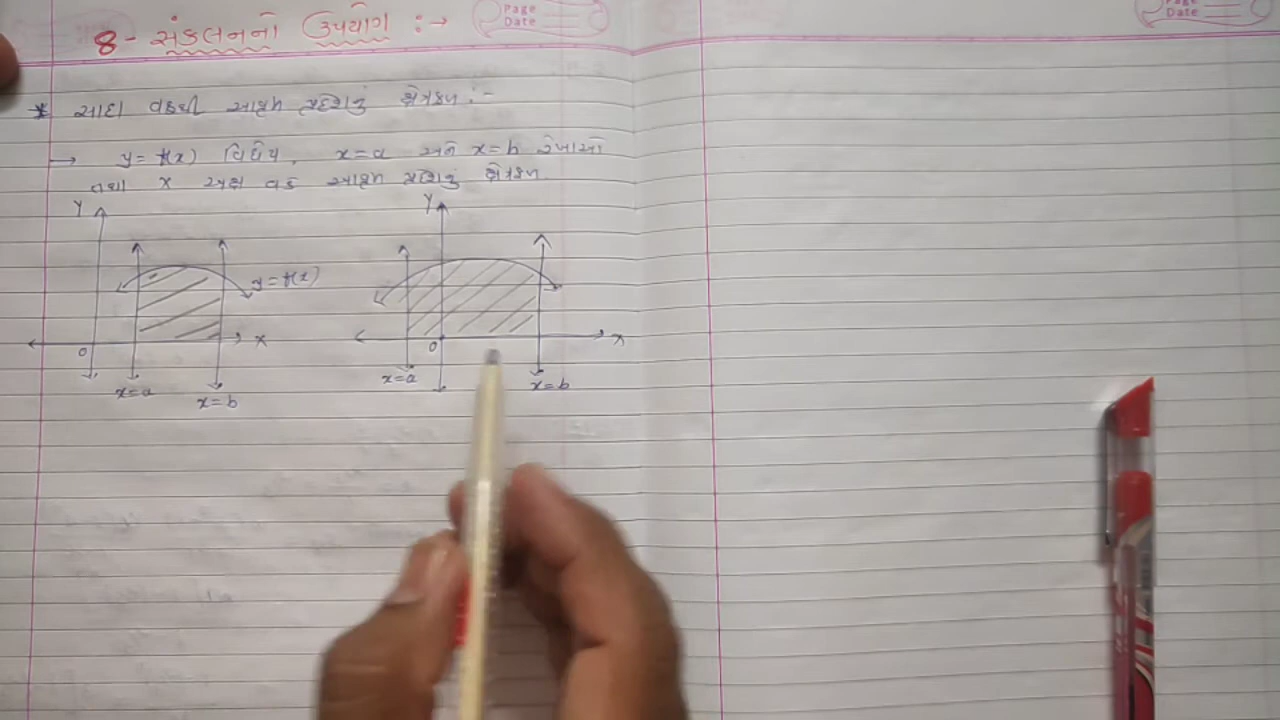 Page
Date
Page
Date
8- સંકલનનો ઉપયોગ :→
* સાદા વક્રથી આવૃત્ત પ્રદેશનું ક્ષેત્રફળ :-
→ y = f(x) વિધેય, x=a અને x=b રેખાઓ
તથા x અક્ષ વડે આવૃત્ત પ્રદેશનું ક્ષેત્રફળ.
Y
Y
y=f(x)
X
X
0
0
x=a
x=b
x=a
x=b